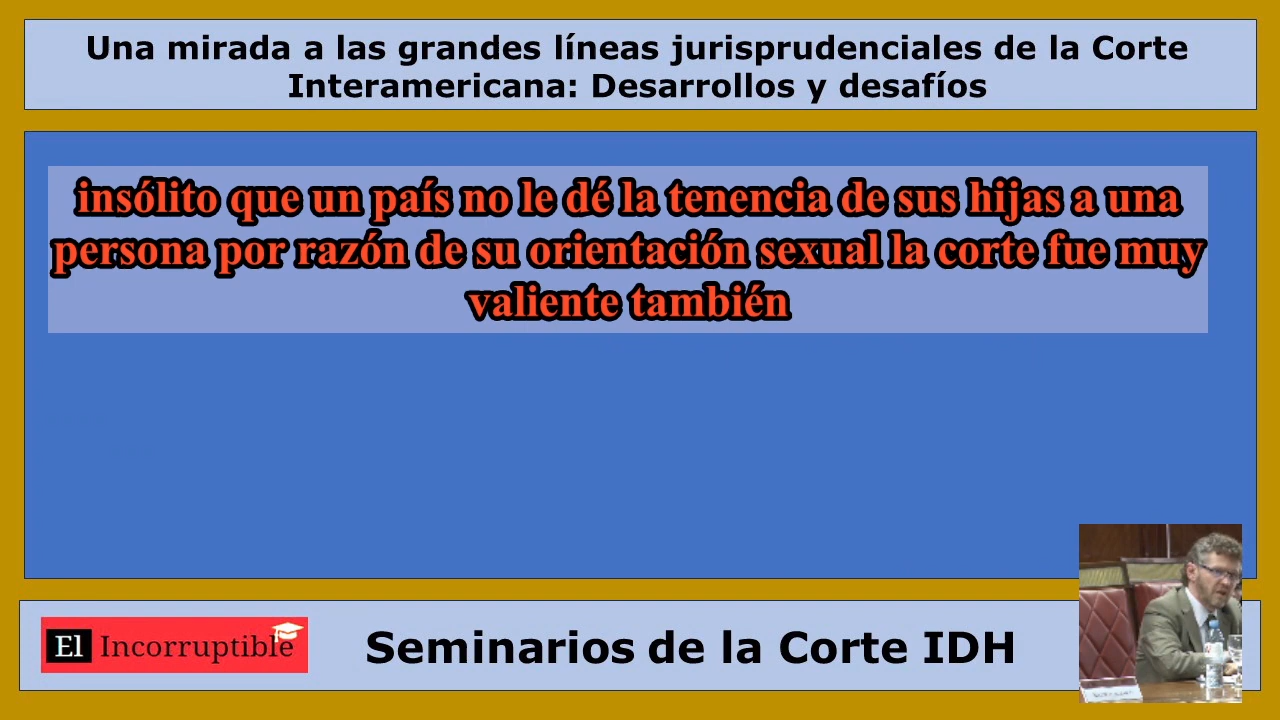 Una mirada a las grandes líneas jurisprudenciales de la Corte
Interamericana: Desarrollos y desafíos
insólito que un país no le dé la tenencia de sus hijas a una
persona por razón de su orientación sexual la corte fue muy
valiente también
El Incorruptible
Seminarios de la Corte IDH